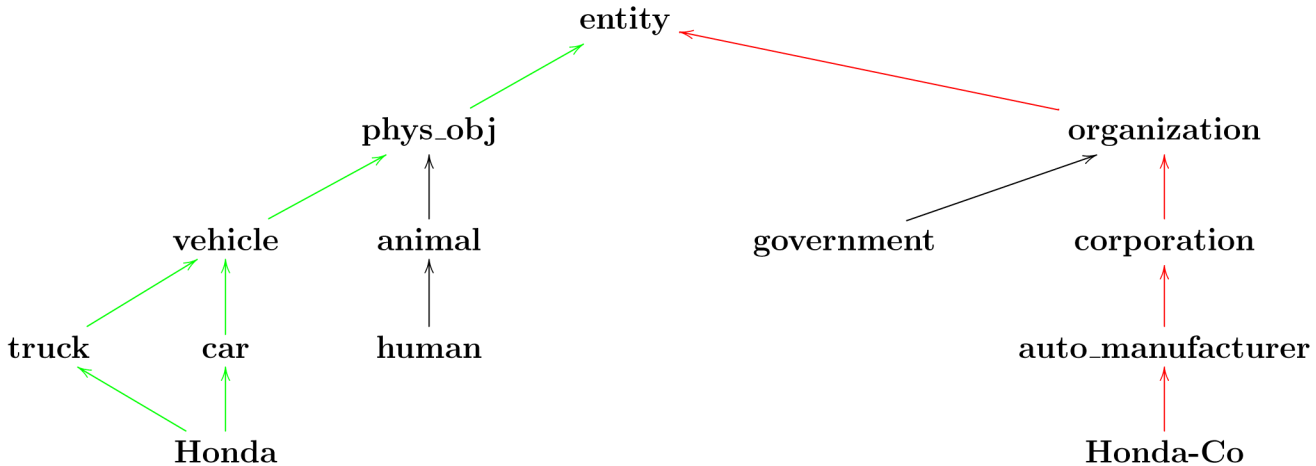 entity
phys_obj
organization
vehicle
animal
government
corporation
truck
car
human
auto_manufacturer
Honda
Honda-Co